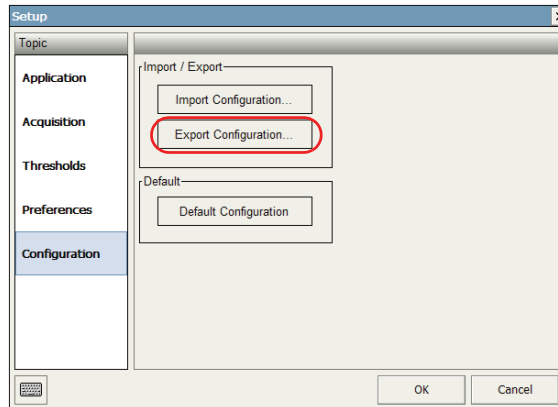 Setup
Topic
Application
Acquisition
Thresholds
Preferences
Configuration
Import / Export
Import Configuration...
Export Configuration...
Default
Default Configuration
OK
Cancel